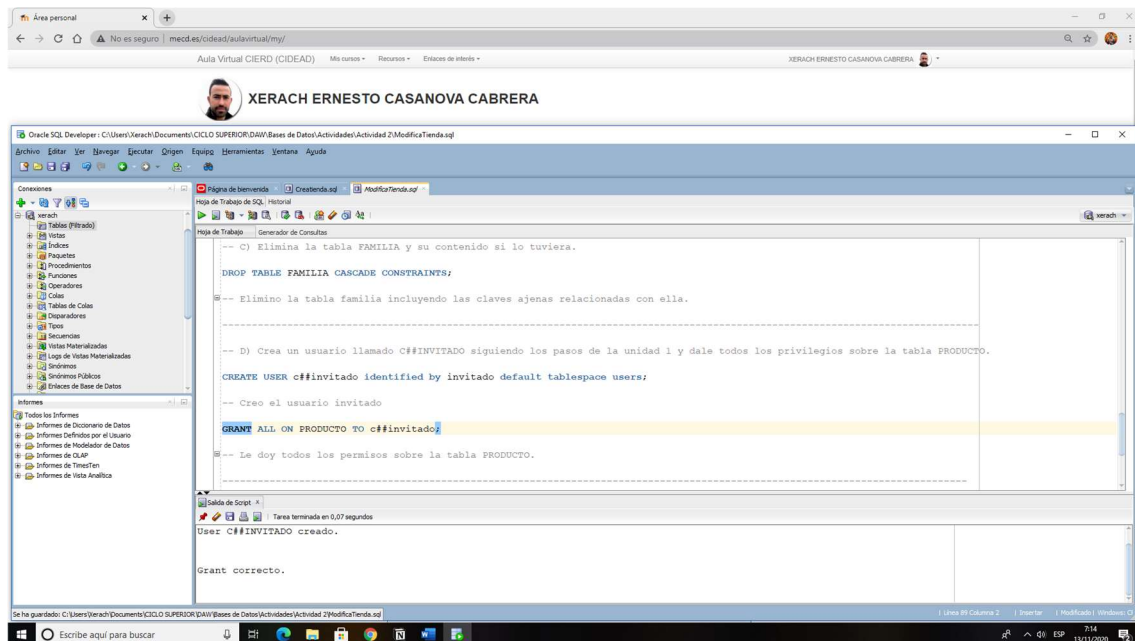 Área personal
No es seguro | mecd.es/cidead/aulavirtual/my/
Aula Virtual CIERD (CIDEAD) Mis cursos Recursos Enlaces de interés XERACH ERNESTO CASANOVA CABRERA
XERACH ERNESTO CASANOVA CABRERA
Oracle SQL Developer : C:\Users\Xerach\Documents\CICLO SUPERIOR\DAW\Bases de Datos\Actividades\Actividad 2\ModificaTienda.sql
Archivo Editar Ver Navegar Ejecutar Origen Equipo Herramientas Ventana Ayuda
Conexiones
xerach
Tablas (Filtrado)
Vistas
Índices
Paquetes
Procedimientos
Funciones
Operadores
Colas
Tablas de Colas
Disparadores
Tipos
Secuencias
Vistas Materializadas
Logs de Vistas Materializadas
Sinónimos
Sinónimos Públicos
Enlaces de Base de Datos
Informes
Todos los Informes
Informes de Diccionario de Datos
Informes Definidos por el Usuario
Informes de Modelador de Datos
Informes de OLAP
Informes de TimesTen
Informes de Vista Analítica
Página de bienvenida Creatienda.sql ModificaTienda.sql
Hoja de Trabajo de SQL Historial
xerach
Hoja de Trabajo Generador de Consultas
-- C) Elimina la tabla FAMILIA y su contenido si lo tuviera.
DROP TABLE FAMILIA CASCADE CONSTRAINTS;
-- Elimino la tabla familia incluyendo las claves ajenas relacionadas con ella.
-- D) Crea un usuario llamado C##INVITADO siguiendo los pasos de la unidad 1 y dale todos los privilegios sobre la tabla PRODUCTO.
CREATE USER c##invitado identified by invitado default tablespace users;
-- Creo el usuario invitado
GRANT ALL ON PRODUCTO TO c##invitado;
-- Le doy todos los permisos sobre la tabla PRODUCTO.
Salida de Script
Tarea terminada en 0,07 segundos
User C##INVITADO creado.
Grant correcto.
Se ha guardado: C:\Users\Xerach\Documents\CICLO SUPERIOR\DAW\Bases de Datos\Actividades\Actividad 2\ModificaTienda.sql
Línea 89 Columna 2 | Insertar | Modificado | Windows: C
Escribe aquí para buscar
ESP
7:14
13/11/2020